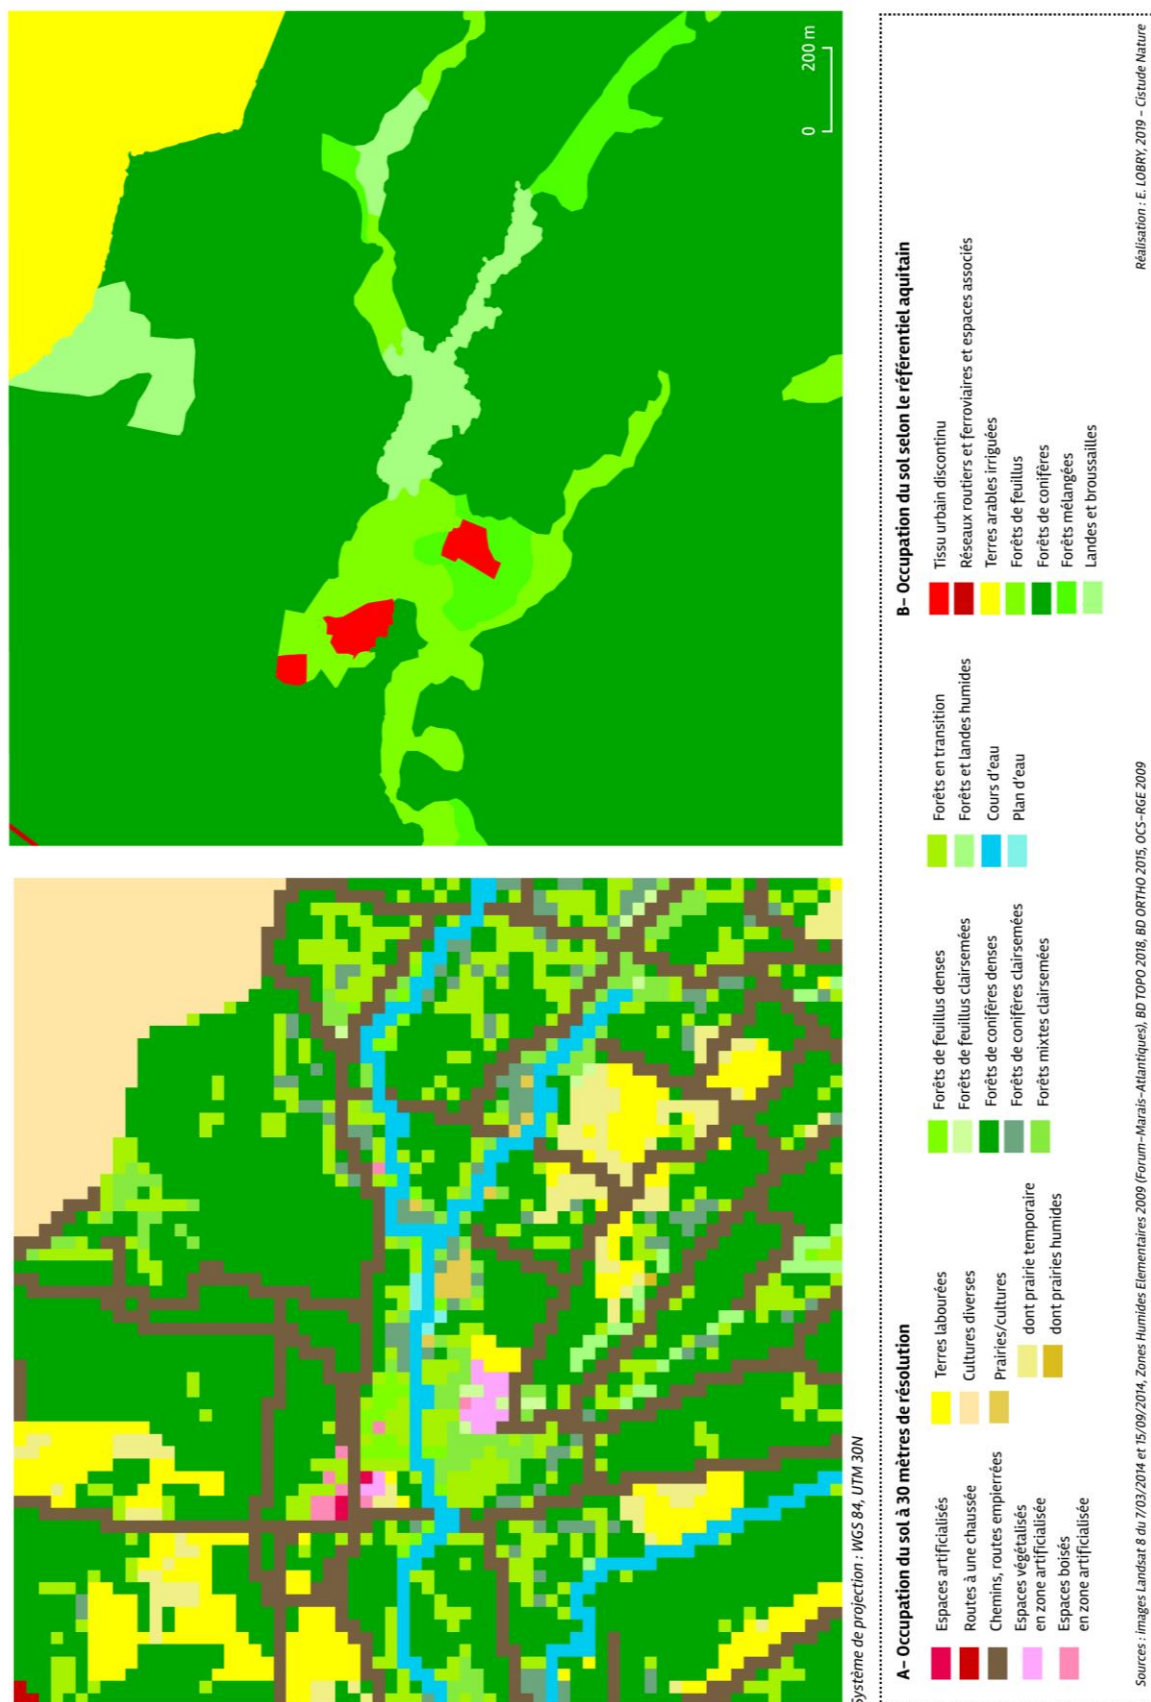 0 200 m
Système de projection : WGS 84, UTM 30N
A- Occupation du sol à 30 mètres de résolution
Espaces artificialisés
Routes à une chaussée
Chemins, routes empierrées
Espaces végétalisés
en zone artificialisée
Espaces boisés
en zone artificialisée
Terres labourées
Cultures diverses
Prairies/cultures
dont prairie temporaire
dont prairies humides
Forêts de feuillus denses
Forêts de feuillus clairsemées
Forêts de conifères denses
Forêts de conifères clairsemées
Forêts mixtes clairsemées
Forêts en transition
Forêts et landes humides
Cours d'eau
Plan d'eau
B- Occupation du sol selon le référentiel aquitain
Tissu urbain discontinu
Réseaux routiers et ferroviaires et espaces associés
Terres arables irriguées
Forêts de feuillus
Forêts de conifères
Forêts mélangées
Landes et broussailles
Sources : images Landsat 8 du 7/03/2014 et 15/09/2014, Zones Humides Elementaires 2009 (Forum-Marais-Atlantiques), BD TOPO 2018, BD ORTHO 2015, OCS-RGE 2009
Réalisation : E. LOBRY, 2019 - Cistude Nature